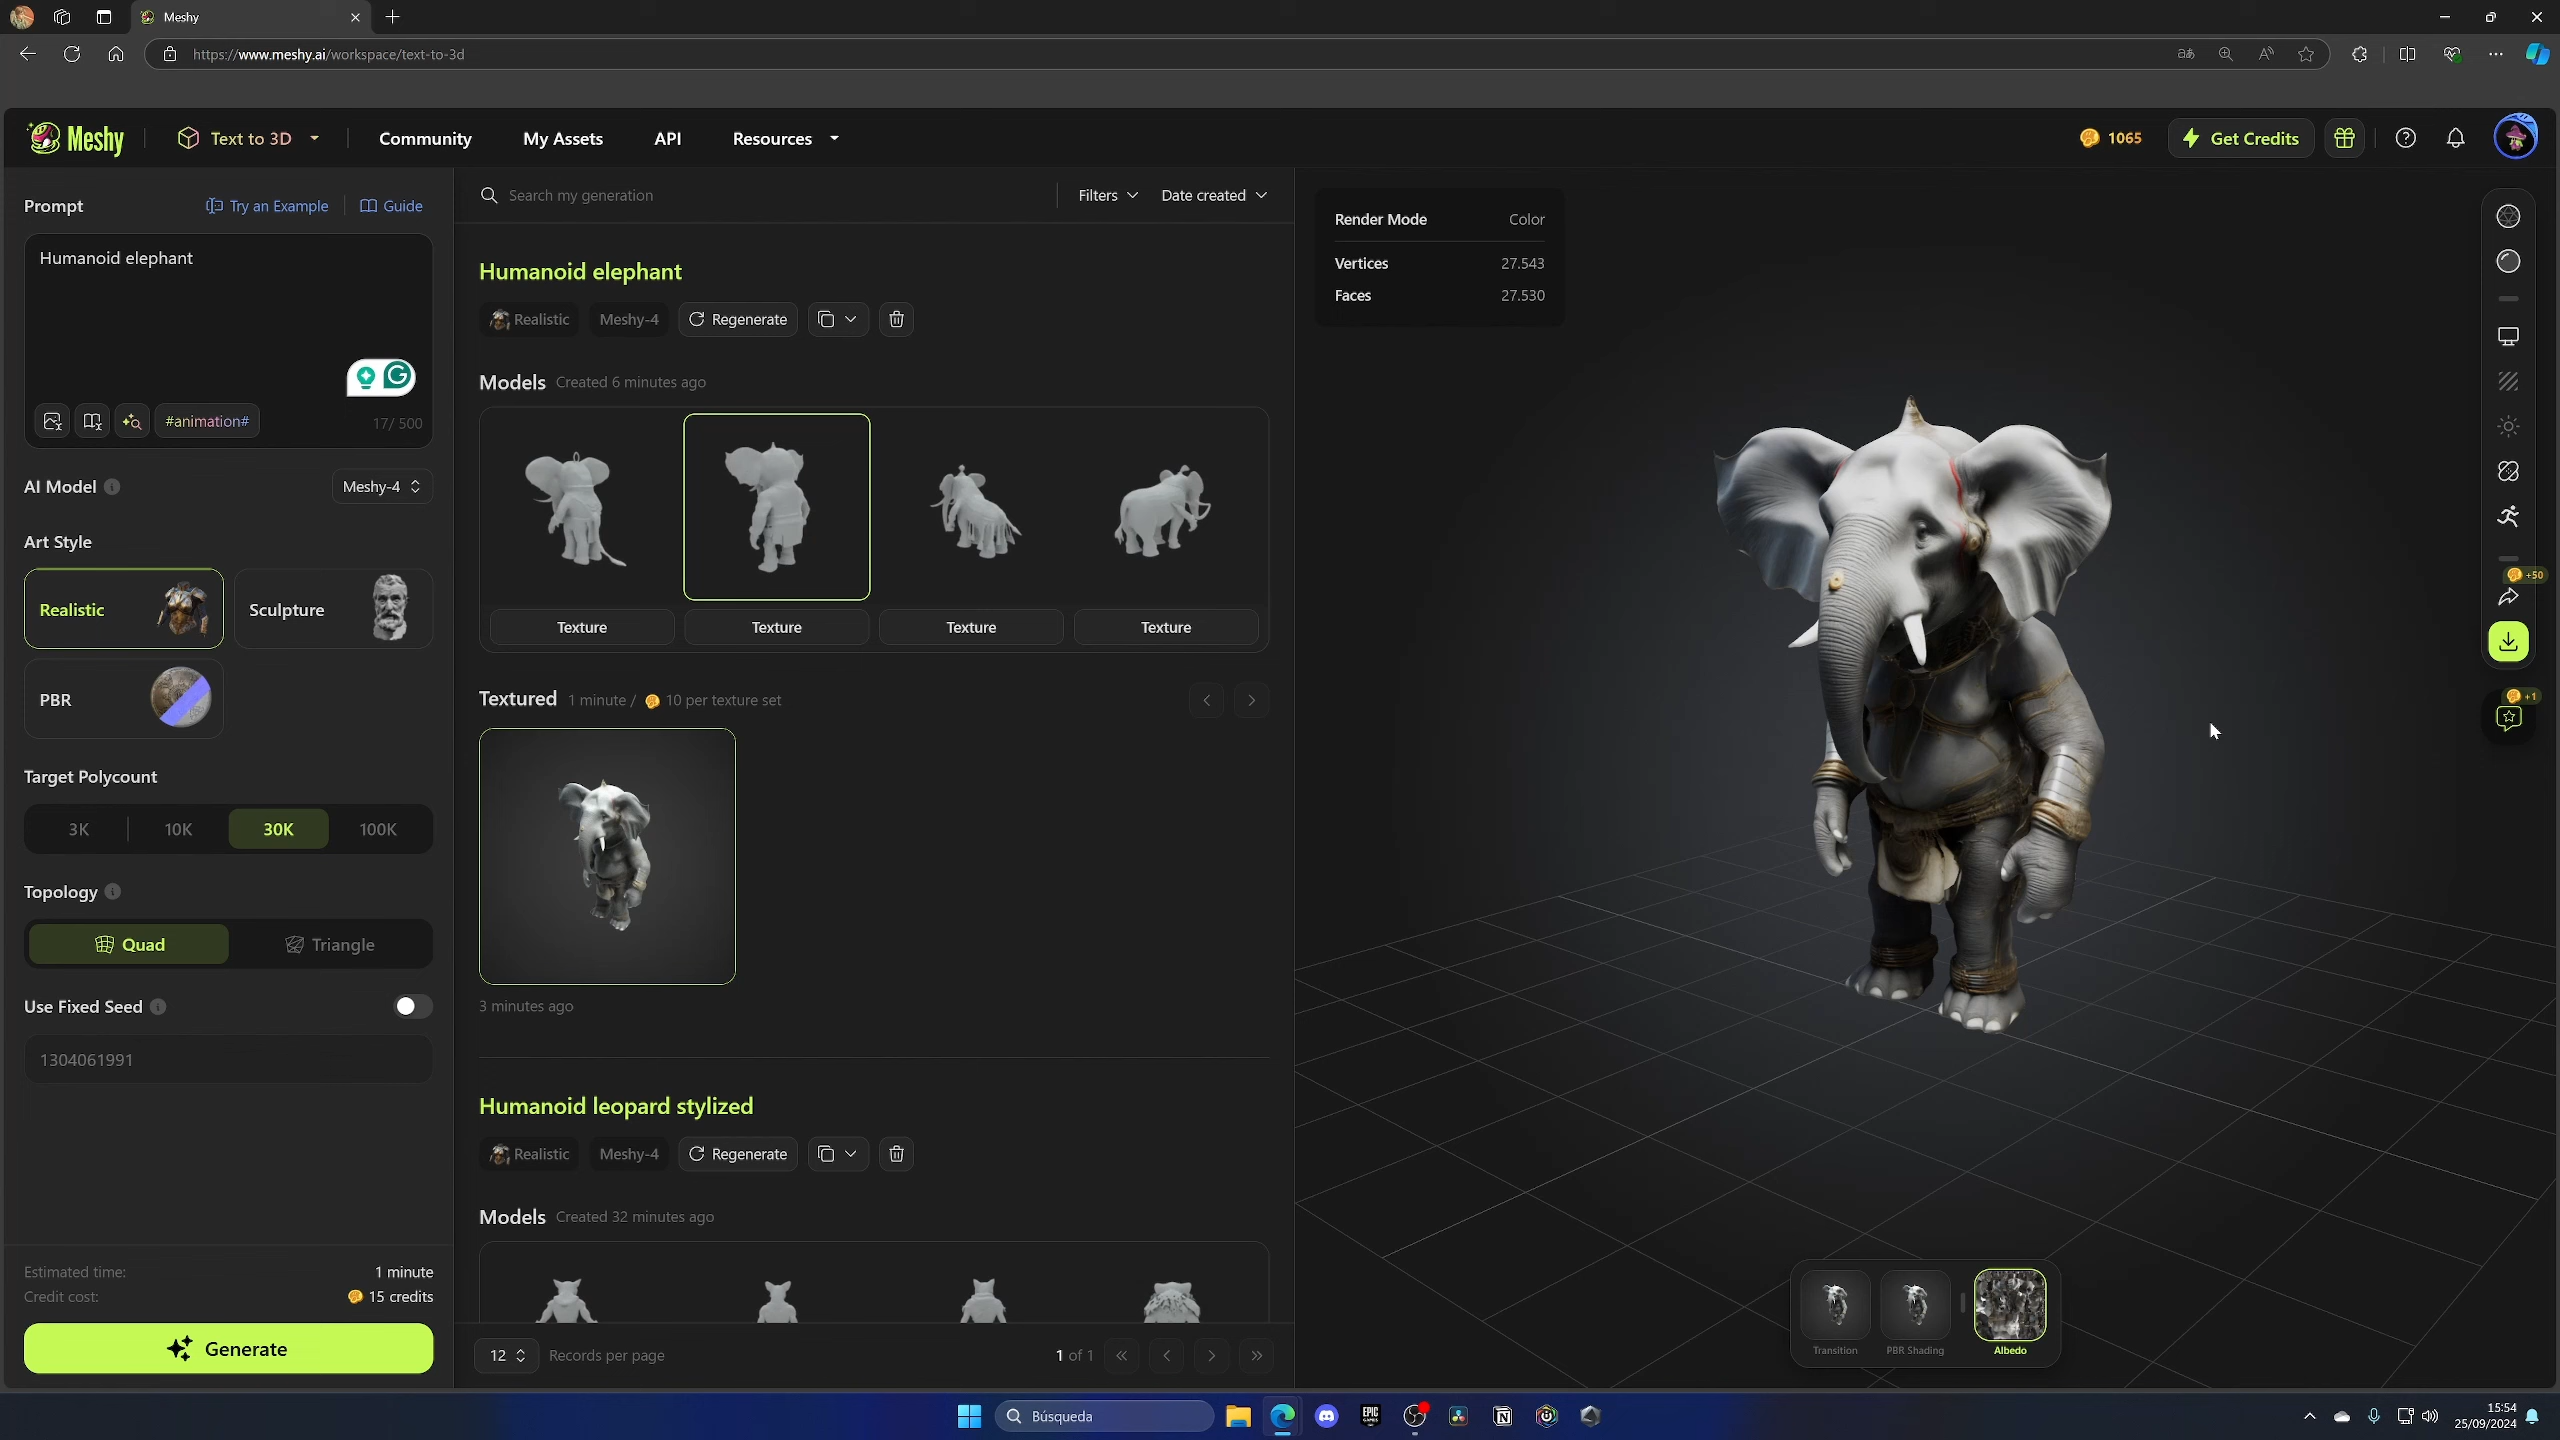 Meshy
https://www.meshy.ai/workspace/text-to-3d
Meshy
Text to 3D
Community
My Assets
API
Resources
1065
Get Credits
Prompt
Try an Example
Guide
Humanoid elephant
#animation#
17/ 500
AI Model
Meshy-4
Art Style
Realistic
Sculpture
PBR
Target Polycount
3K
10K
30K
100K
Topology
Quad
Triangle
Use Fixed Seed
1304061991
Estimated time:
1 minute
Credit cost:
15 credits
Generate
Search my generation
Filters
Date created
Humanoid elephant
Realistic
Meshy-4
Regenerate
Models
Created 6 minutes ago
Texture
Texture
Texture
Texture
Textured
1 minute /
10 per texture set
3 minutes ago
Humanoid leopard stylized
Realistic
Meshy-4
Regenerate
Models
Created 32 minutes ago
12
Records per page
1 of 1
Render Mode
Color
Vertices
27.543
Faces
27.530
+50
+1
Transition
PBR Shading
Albedo
Búsqueda
EPIC
GAMES
15:54
25/09/2024